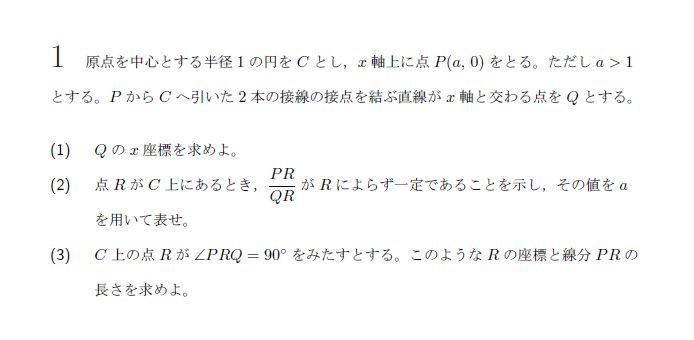 1 原点を中心とする半径 1 の円を C とし，x 軸上に点 P(a, 0) をとる。ただし a > 1
とする。P から C へ引いた 2 本の接線の接点を結ぶ直線が x 軸と交わる点を Q とする。
(1) Q の x 座標を求めよ。
(2) 点 R が C 上にあるとき，PR/QR が R によらず一定であることを示し，その値を a
を用いて表せ。
(3) C 上の点 R が ∠PRQ = 90° をみたすとする。このような R の座標と線分 PR の
長さを求めよ。